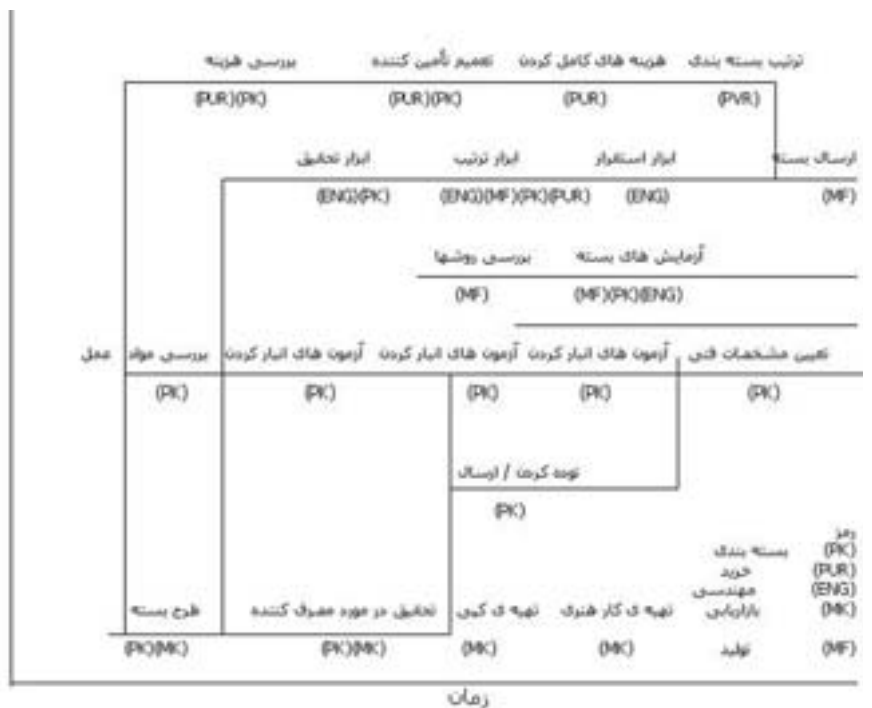 بررسی هزینه تعمیم تأمین کننده هزینه های کامل کردن ترتیب بسته بندی
(PUR)(PK) (PUR)(PK) (PUR) (PVR)
ابزار تحقیق ابزار ترتیب ابزار استقرار ارسال بسته
(ENG)(PK) (ENG)(MF)(PK)(PUR) (ENG) (MF)
بررسی روشها آزمایش های بسته
(MF) (MF)(PK)(ENG)
عمل بررسی مواد آزمون های انبار کردن آزمون های انبار کردن آزمون های انبار کردن تعیین مشخصات فنی
(PK) (PK) (PK) (PK) (PK)
توده کردن / ارسال
(PK)
رمز
بسته بندی (PK)
خرید (PUR)
مهندسی (ENG)
بازاریابی (MK)
تولید (MF)
طرح بسته تحقیق در مورد مصرف کننده تهیه ی کپی تهیه ی کار هنری
(PK)(MK) (PK)(MK) (MK) (MK)
زمان